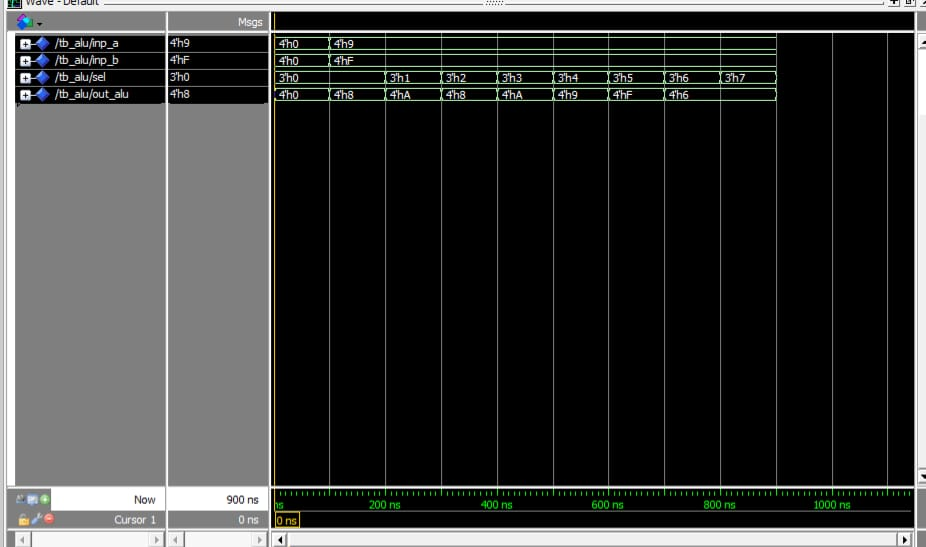 Wave - Default
Msgs
/tb_alu/inp_a 4'h9 4'h0 4'h9
/tb_alu/inp_b 4'hF 4'h0 4'hF
/tb_alu/sel 3'h0 3'h0 3'h1 3'h2 3'h3 3'h4 3'h5 3'h6 3'h7
/tb_alu/out_alu 4'h8 4'h0 4'h8 4'hA 4'h8 4'hA 4'h9 4'hF 4'h6
Now 900 ns ns 200 ns 400 ns 600 ns 800 ns 1000 ns
Cursor 1 0 ns 0 ns